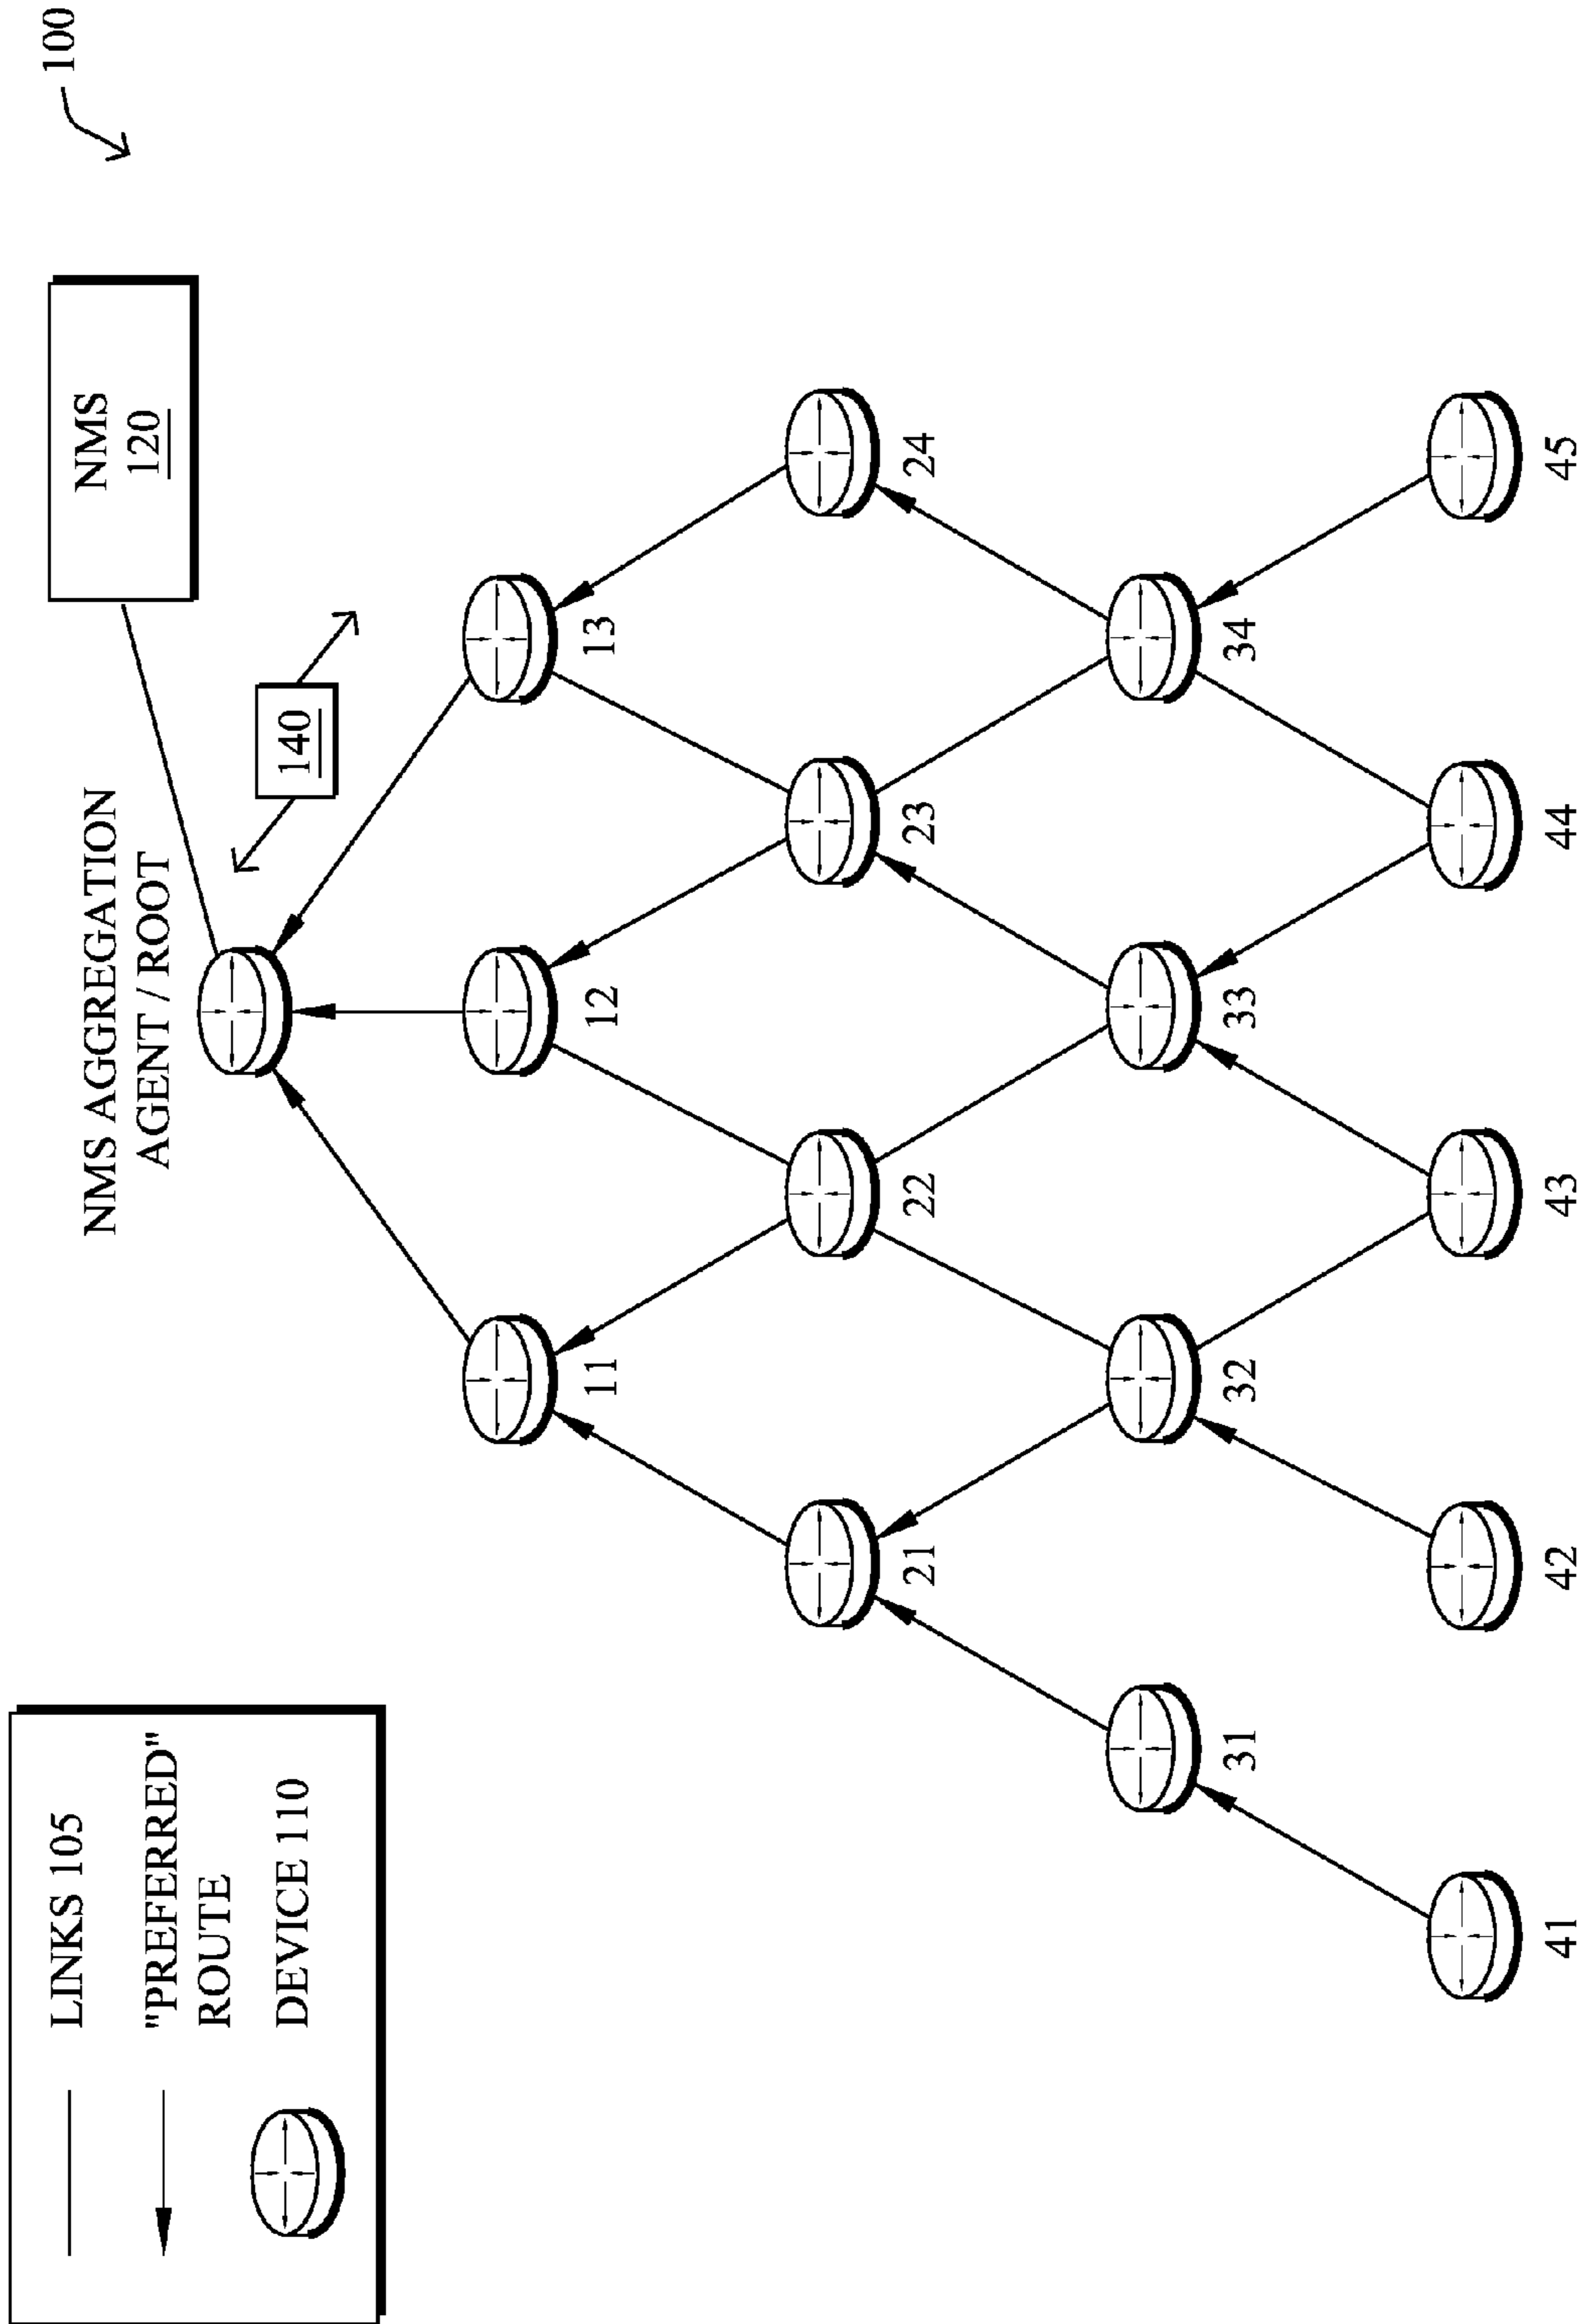 100
NMS
120
NMS AGGREGATION
AGENT / ROOT
140
11
12
13
21
22
23
24
31
32
33
34
41
42
43
44
45
LINKS 105
"PREFERRED"
ROUTE
DEVICE 110